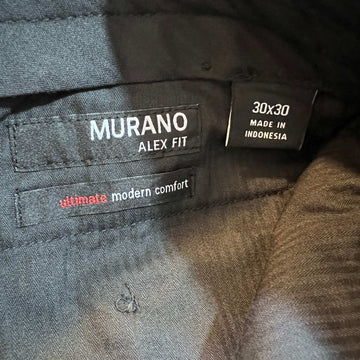 MURANO
ALEX FIT
ultimate modern comfort
30x30
MADE IN
INDONESIA